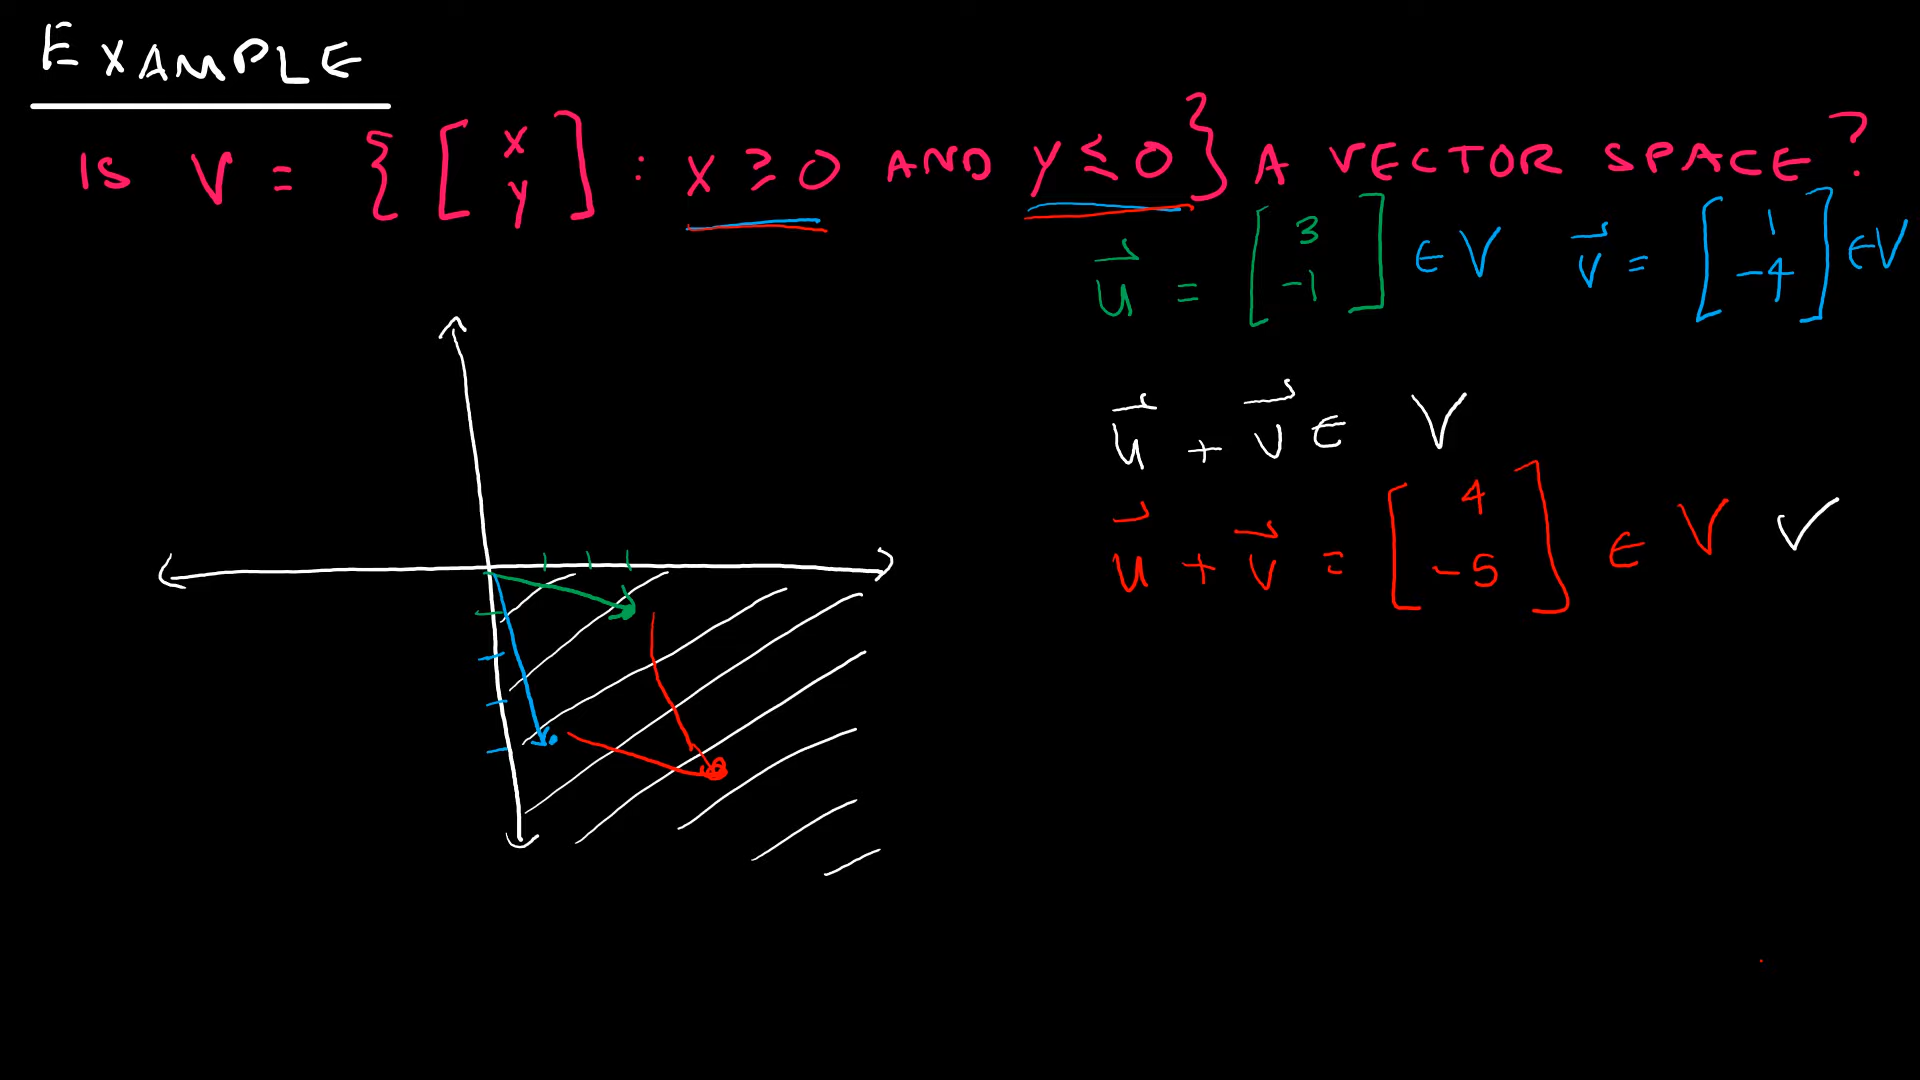 EXAMPLE
IS V = { [ x y ] : x ≥ 0 AND y ≤ 0 } A VECTOR SPACE?
u⃗ = [ 3 -1 ] ∈ V v⃗ = [ 1 -4 ] ∈ V
u⃗ + v⃗ ∈ V
u⃗ + v⃗ = [ 4 -5 ] ∈ V ✓